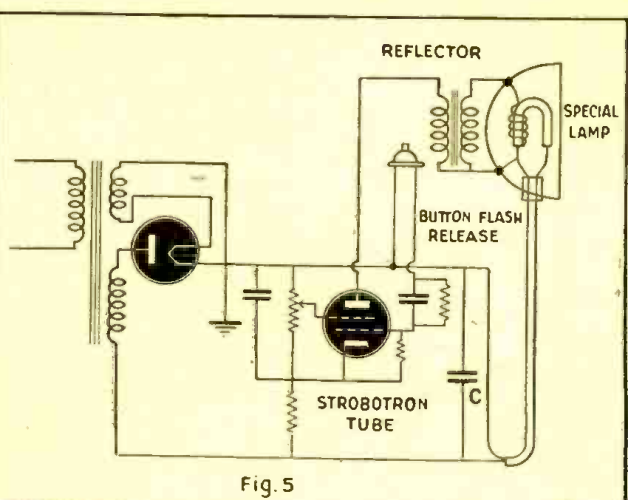 REFLECTOR
SPECIAL
LAMP
BUTTON FLASH
RELEASE
STROBOTRON
TUBE
C
Fig. 5